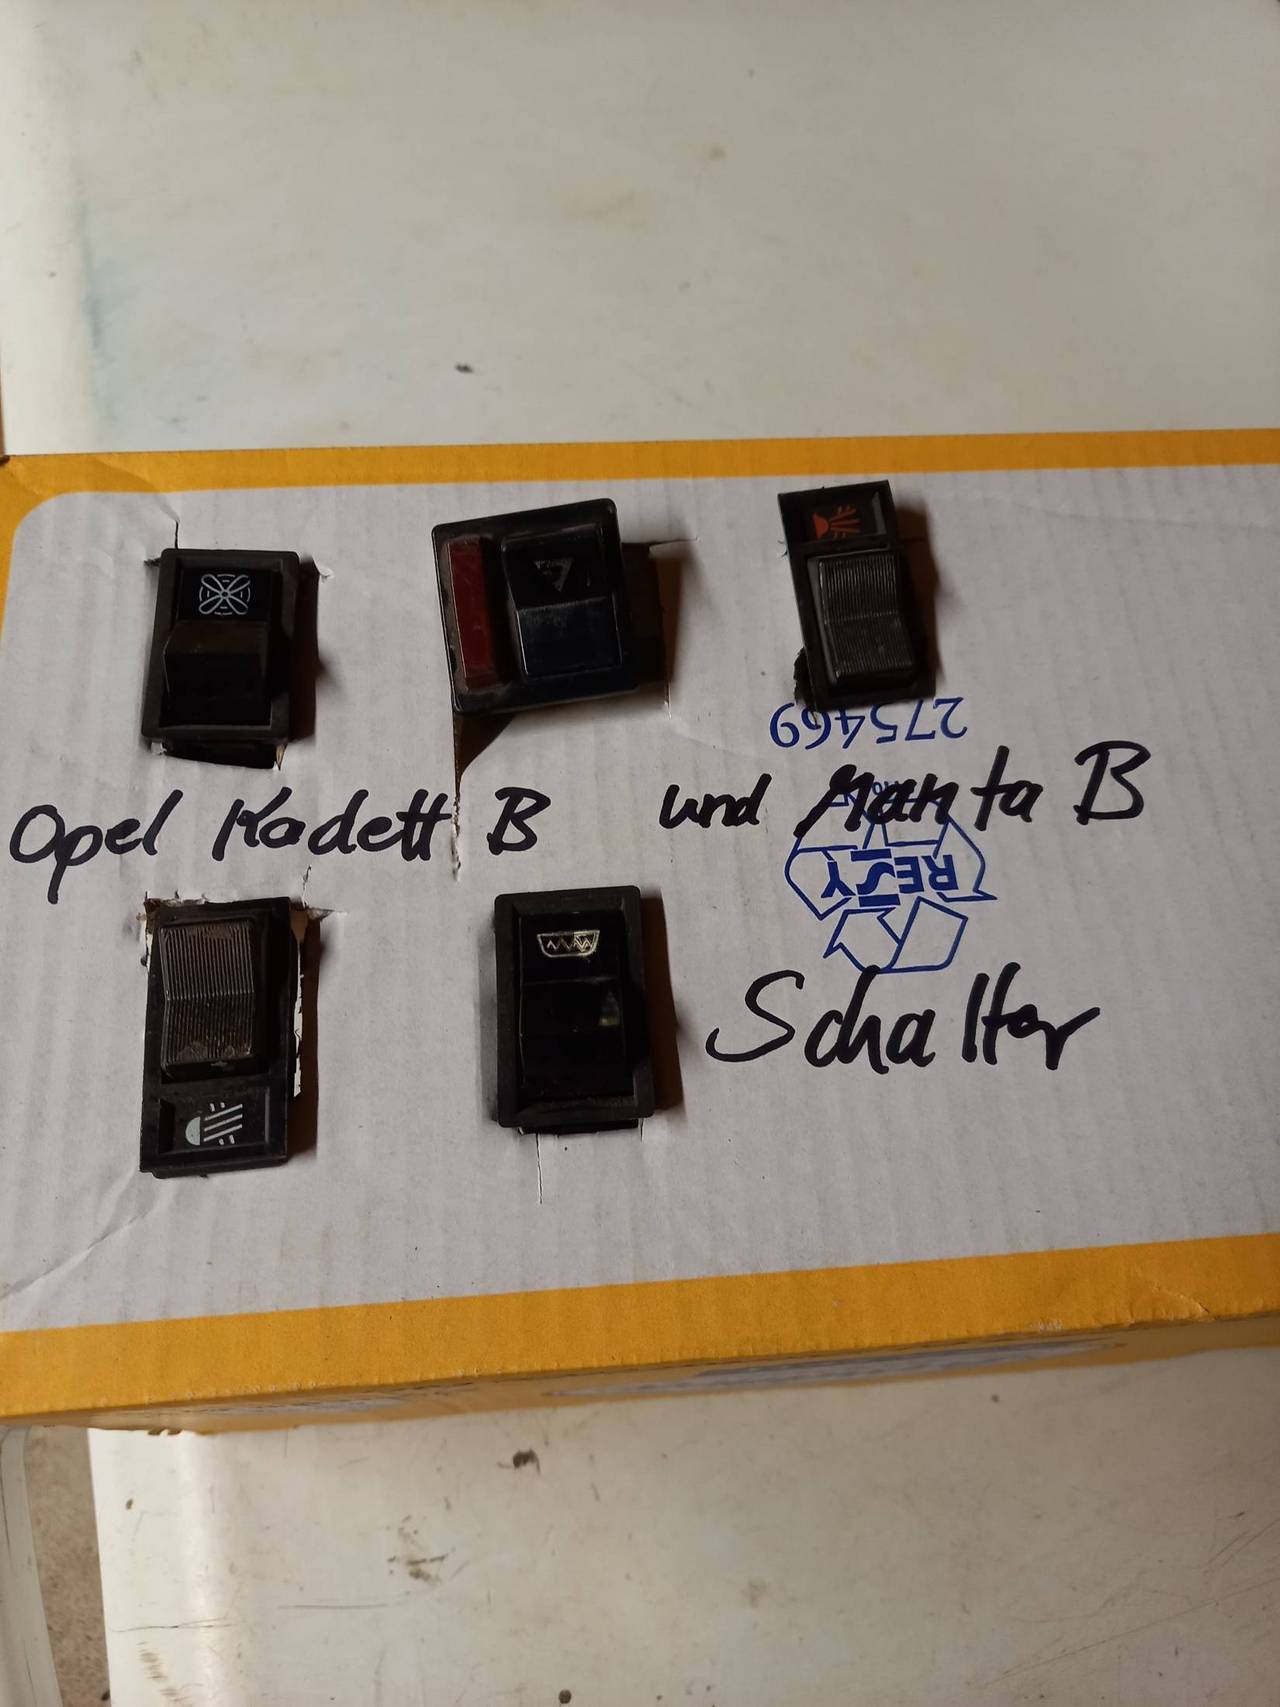 275469
Opel Kadett B und Manta B
RESY
Schalter